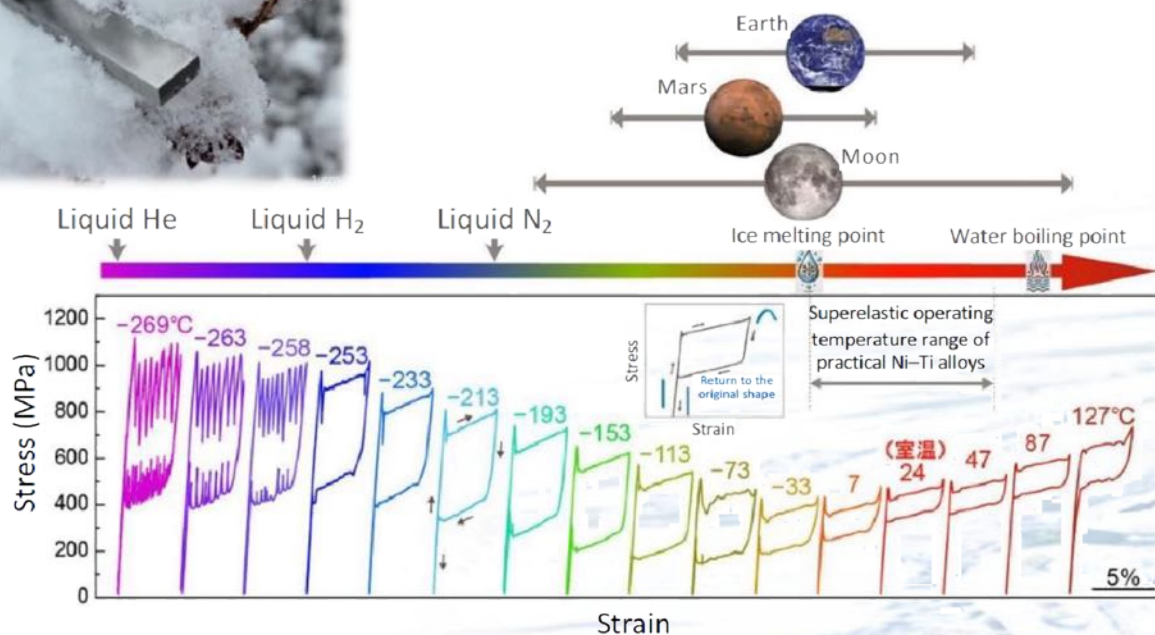 Earth
Mars
Moon
Liquid He
Liquid H₂
Liquid N₂
Ice melting point
Water boiling point
Stress (MPa)
1200
1000
800
600
400
200
0
−269℃
−263
−258
−253
−233
−213
−193
−153
−113
−73
−33
7
(室温)
24
47
87
127℃
Stress
Return to the
original shape
Strain
Superelastic operating
temperature range of
practical Ni–Ti alloys
5%
Strain